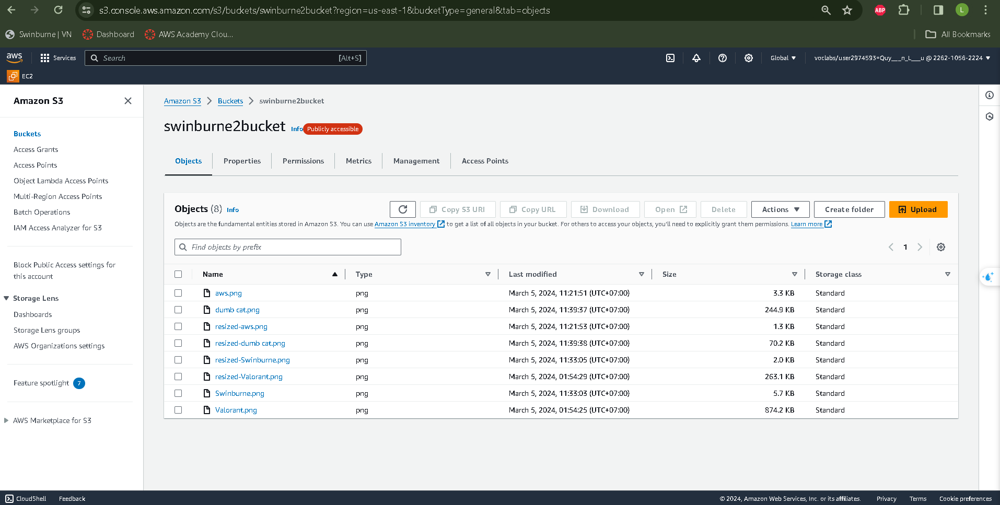 s3.console.aws.amazon.com/s3/buckets/swinburne2bucket?region=us-east-1&bucketType=general&tab=objects
ABP
L
Swinburne | VN
Dashboard
AWS Academy Clou...
All Bookmarks
aws
Services
Search
[Alt+S]
Global
voclabs/user2974593=Quy___n_L___u @ 2262-1056-2224
EC2
Amazon S3
Buckets
Access Grants
Access Points
Object Lambda Access Points
Multi-Region Access Points
Batch Operations
IAM Access Analyzer for S3
Block Public Access settings for
this account
Storage Lens
Dashboards
Storage Lens groups
AWS Organizations settings
Feature spotlight 7
AWS Marketplace for S3
Amazon S3 > Buckets > swinburne2bucket
swinburne2bucket Info Publicly accessible
Objects Properties Permissions Metrics Management Access Points
Objects (8) Info
Copy S3 URI Copy URL Download Open Delete Actions Create folder Upload
Objects are the fundamental entities stored in Amazon S3. You can use Amazon S3 inventory to get a list of all objects in your bucket. For others to access your objects, you'll need to explicitly grant them permissions. Learn more
Find objects by prefix
1
Name Type Last modified Size Storage class
aws.png png March 5, 2024, 11:21:51 (UTC+07:00) 3.3 KB Standard
dumb cat.png png March 5, 2024, 11:39:37 (UTC+07:00) 244.9 KB Standard
resized-aws.png png March 5, 2024, 11:21:53 (UTC+07:00) 1.3 KB Standard
resized-dumb cat.png png March 5, 2024, 11:39:38 (UTC+07:00) 70.2 KB Standard
resized-Swinburne.png png March 5, 2024, 11:33:05 (UTC+07:00) 2.0 KB Standard
resized-Valorant.png png March 5, 2024, 01:54:29 (UTC+07:00) 263.1 KB Standard
Swinburne.png png March 5, 2024, 11:33:03 (UTC+07:00) 5.7 KB Standard
Valorant.png png March 5, 2024, 01:54:25 (UTC+07:00) 874.2 KB Standard
CloudShell Feedback
© 2024, Amazon Web Services, Inc. or its affiliates. Privacy Terms Cookie preferences